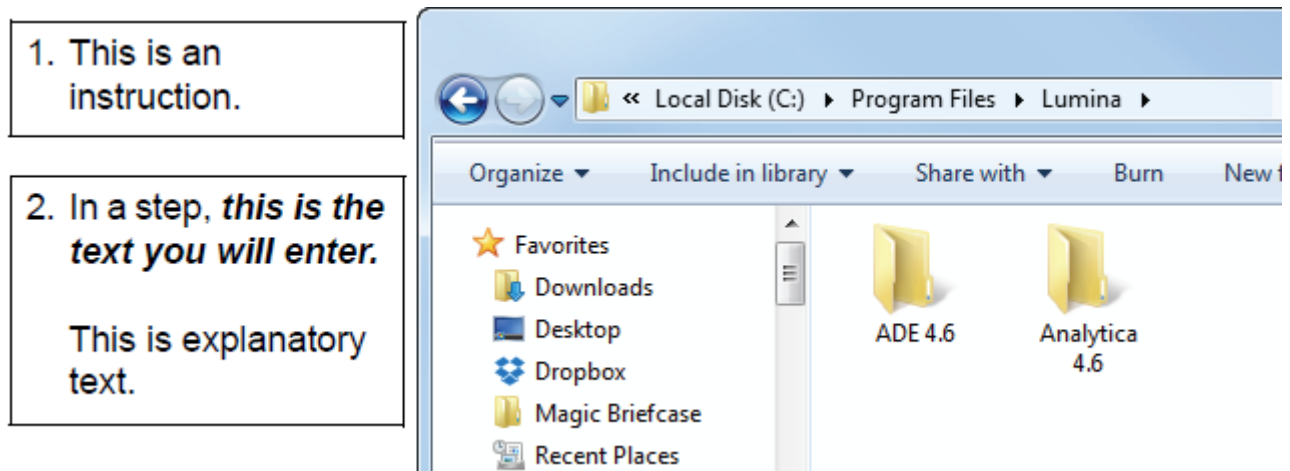 1. This is an
instruction.
2. In a step, this is the
text you will enter.
This is explanatory
text.
« Local Disk (C:) Program Files Lumina
Organize Include in library Share with Burn New f
Favorites
Downloads
Desktop
Dropbox
Magic Briefcase
Recent Places
ADE 4.6
Analytica
4.6